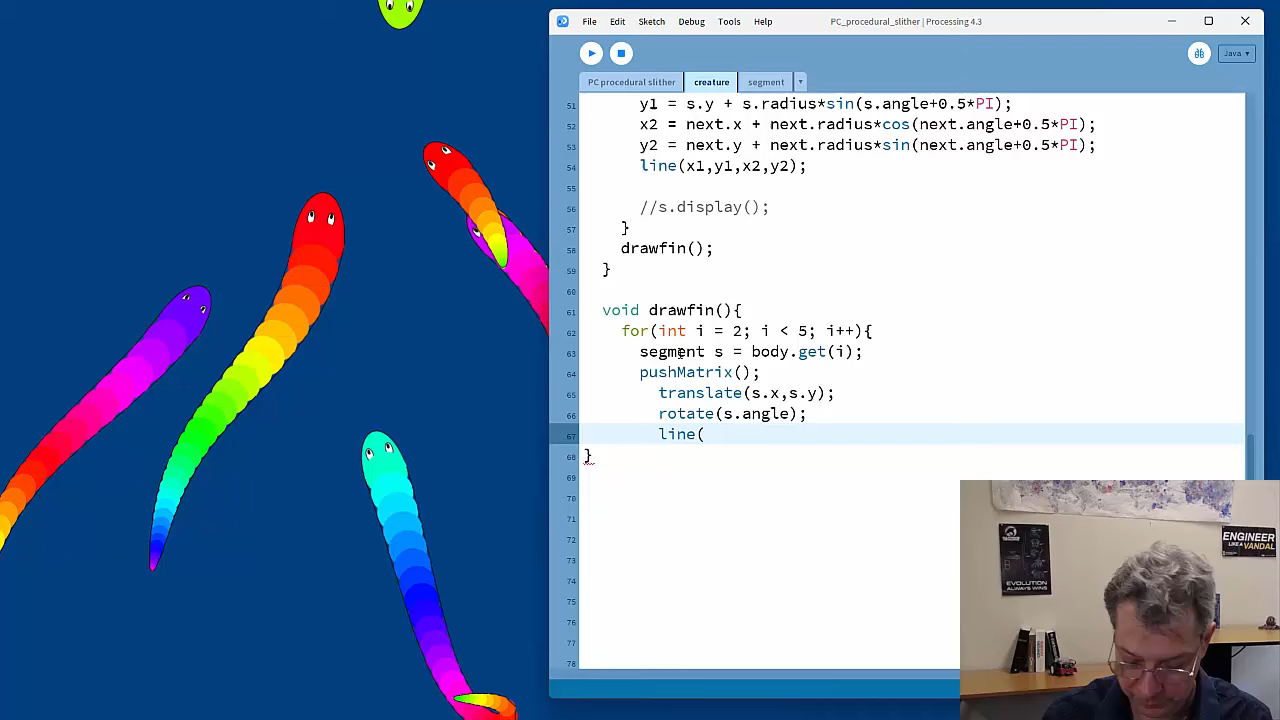 File Edit Sketch Debug Tools Help PC_procedural_slither | Processing 4.3
Java ▾
PC procedural slither creature segment ▾
51 y1 = s.y + s.radius*sin(s.angle+0.5*PI);
52 x2 = next.x + next.radius*cos(next.angle+0.5*PI);
53 y2 = next.y + next.radius*sin(next.angle+0.5*PI);
54 line(x1,y1,x2,y2);
55
56 //s.display();
57 }
58 drawfin();
59 }
60
61 void drawfin(){
62 for(int i = 2; i < 5; i++){
63 segment s = body.get(i);
64 pushMatrix();
65 translate(s.x,s.y);
66 rotate(s.angle);
67 line(
68 }
69
70
71
72
73
74
75
76
77
78
EVOLUTION
ALWAYS WINS
ENGINEER
LIKE A VANDAL